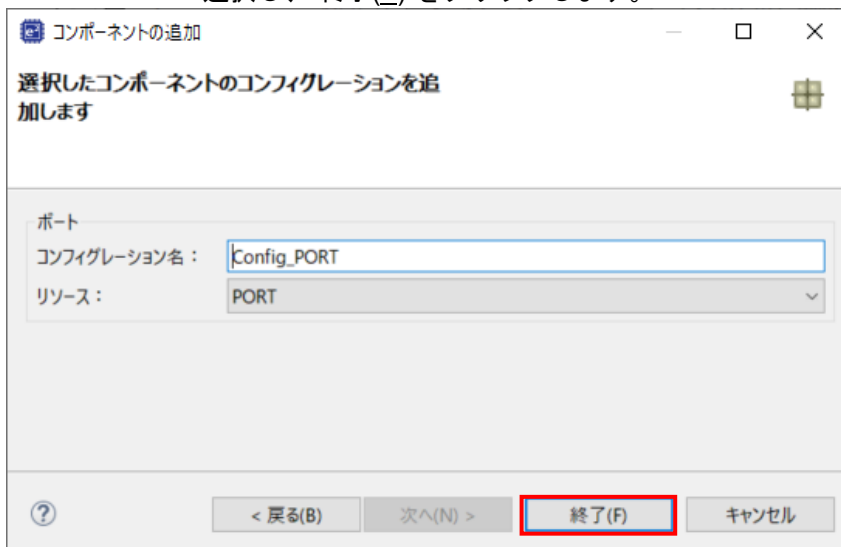 コンポーネントの追加
選択したコンポーネントのコンフィグレーションを追
加します
ポート
コンフィグレーション名：
Config_PORT
リソース：
PORT
< 戻る(B)
次へ(N) >
終了(F)
キャンセル